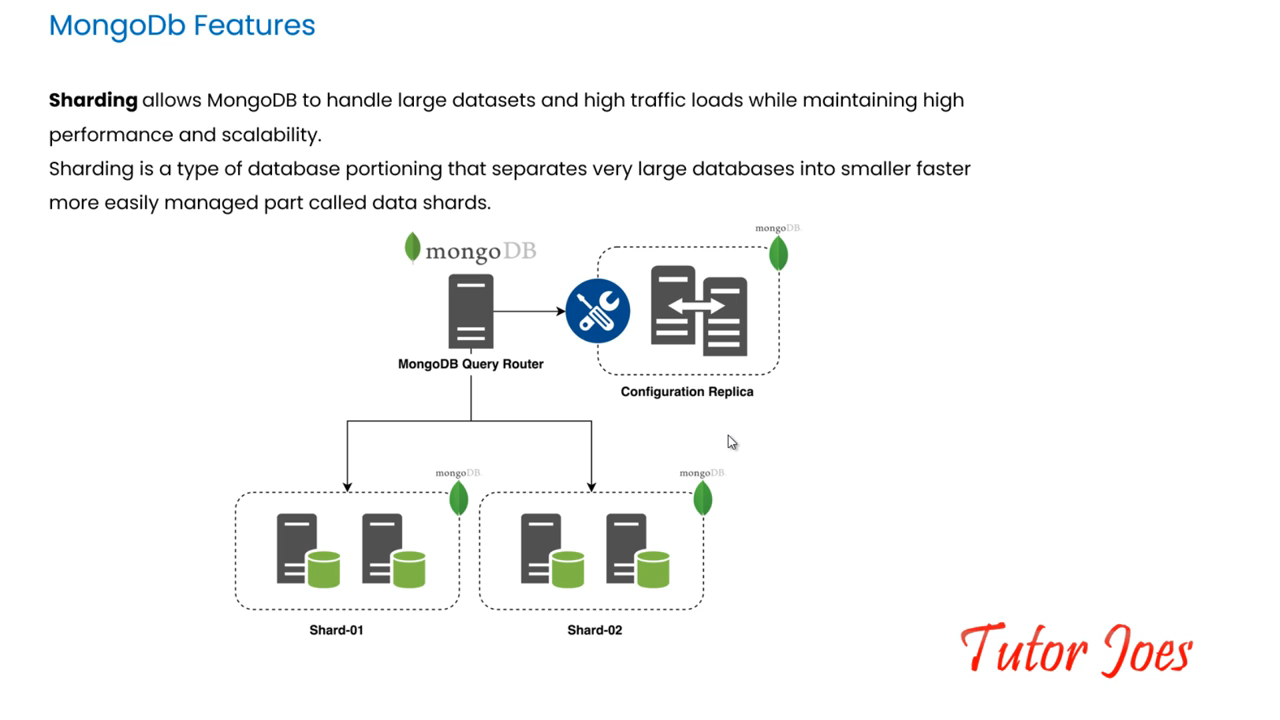 MongoDb Features
Sharding allows MongoDB to handle large datasets and high traffic loads while maintaining high
performance and scalability.
Sharding is a type of database portioning that separates very large databases into smaller faster
more easily managed part called data shards.
mongoDB
mongoDB
MongoDB Query Router
Configuration Replica
mongoDB
mongoDB
Shard-01
Shard-02
Tutor Joes